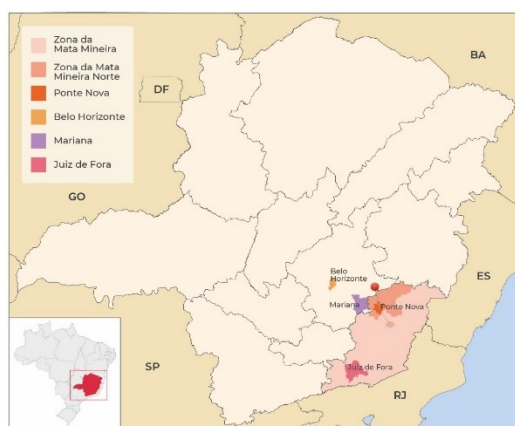 Zona da
Mata Mineira
Zona da Mata
Mineira Norte
Ponte Nova
Belo Horizonte
Mariana
Juiz de Fora
DF
BA
GO
Belo
Horizonte
ES
Mariana
Ponte Nova
SP
Juiz de Fora
RJ